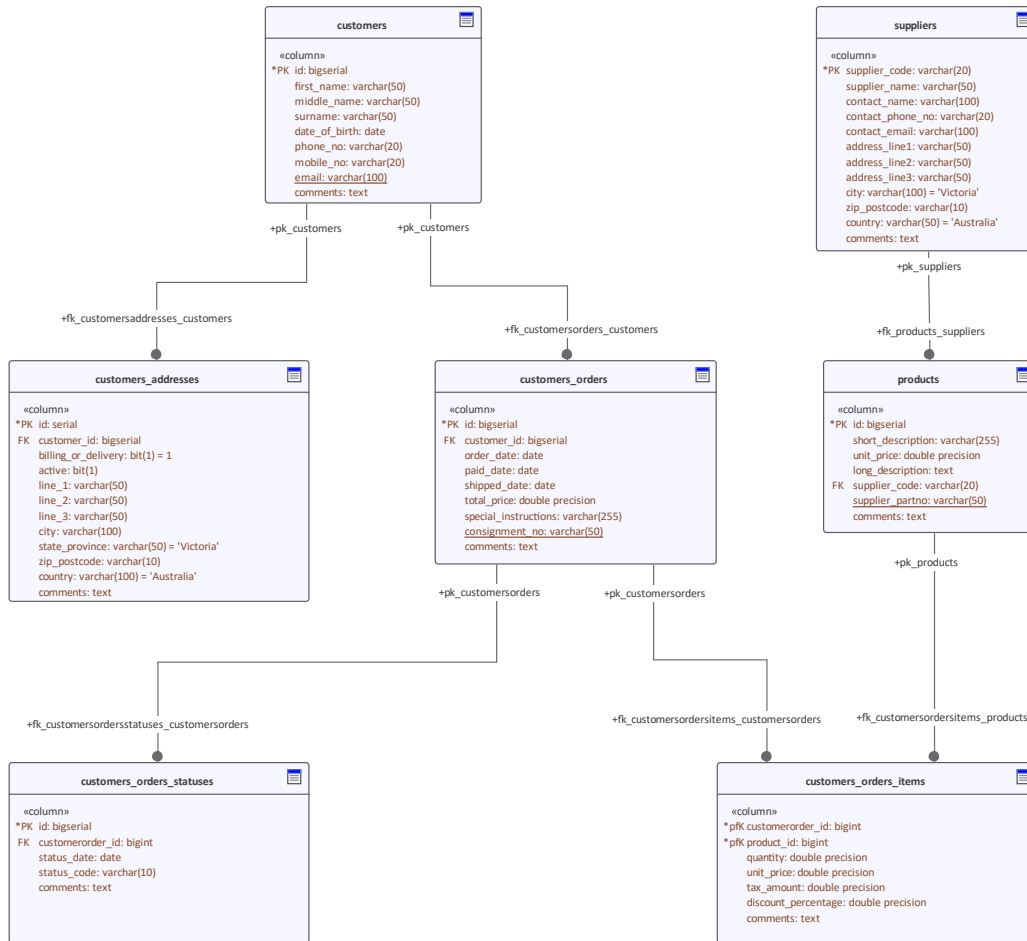 customers
«column»
*PK id: bigserial
first_name: varchar(50)
middle_name: varchar(50)
surname: varchar(50)
date_of_birth: date
phone_no: varchar(20)
mobile_no: varchar(20)
email: varchar(100)
comments: text
suppliers
«column»
*PK supplier_code: varchar(20)
supplier_name: varchar(50)
contact_name: varchar(100)
contact_phone_no: varchar(20)
contact_email: varchar(100)
address_line1: varchar(50)
address_line2: varchar(50)
address_line3: varchar(50)
city: varchar(100) = 'Victoria'
zip_postcode: varchar(10)
country: varchar(50) = 'Australia'
comments: text
+pk_customers
+pk_customers
+pk_suppliers
+fk_customersaddresses_customers
+fk_customersorders_customers
+fk_products_suppliers
customers_addresses
«column»
*PK id: serial
FK customer_id: bigserial
billing_or_delivery: bit(1) = 1
active: bit(1)
line_1: varchar(50)
line_2: varchar(50)
line_3: varchar(50)
city: varchar(100)
state_province: varchar(50) = 'Victoria'
zip_postcode: varchar(10)
country: varchar(100) = 'Australia'
comments: text
customers_orders
«column»
*PK id: bigserial
FK customer_id: bigserial
order_date: date
paid_date: date
shipped_date: date
total_price: double precision
special_instructions: varchar(255)
consignment_no: varchar(50)
comments: text
products
«column»
*PK id: bigserial
short_description: varchar(255)
unit_price: double precision
long_description: text
FK supplier_code: varchar(20)
supplier_partno: varchar(50)
comments: text
+pk_customersorders
+pk_customersorders
+pk_products
+fk_customersordersstatuses_customersorders
+fk_customersordersitems_customersorders
+fk_customersordersitems_products
customers_orders_statuses
«column»
*PK id: bigserial
FK customerorder_id: bigint
status_date: date
status_code: varchar(10)
comments: text
customers_orders_items
«column»
*pfK customerorder_id: bigint
*pfK product_id: bigint
quantity: double precision
unit_price: double precision
tax_amount: double precision
discount_percentage: double precision
comments: text